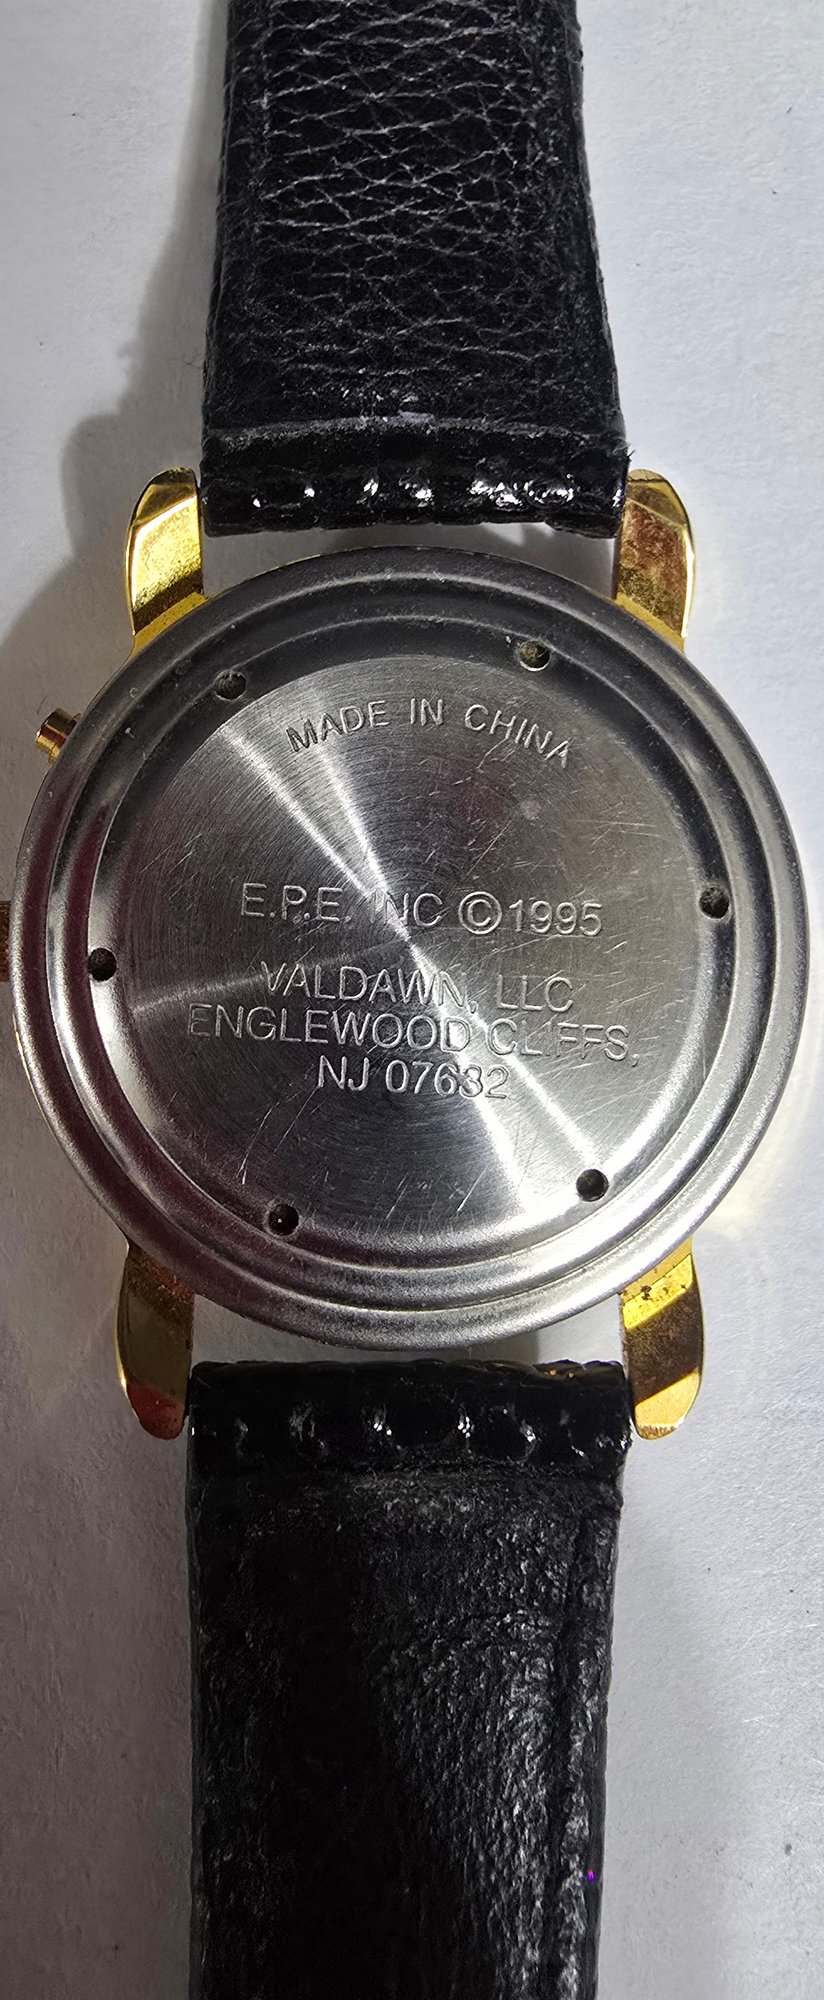 MADE IN CHINA
E.P.E. INC ©1995
VALDAWN, LLC
ENGLEWOOD CLIFFS,
NJ 07632